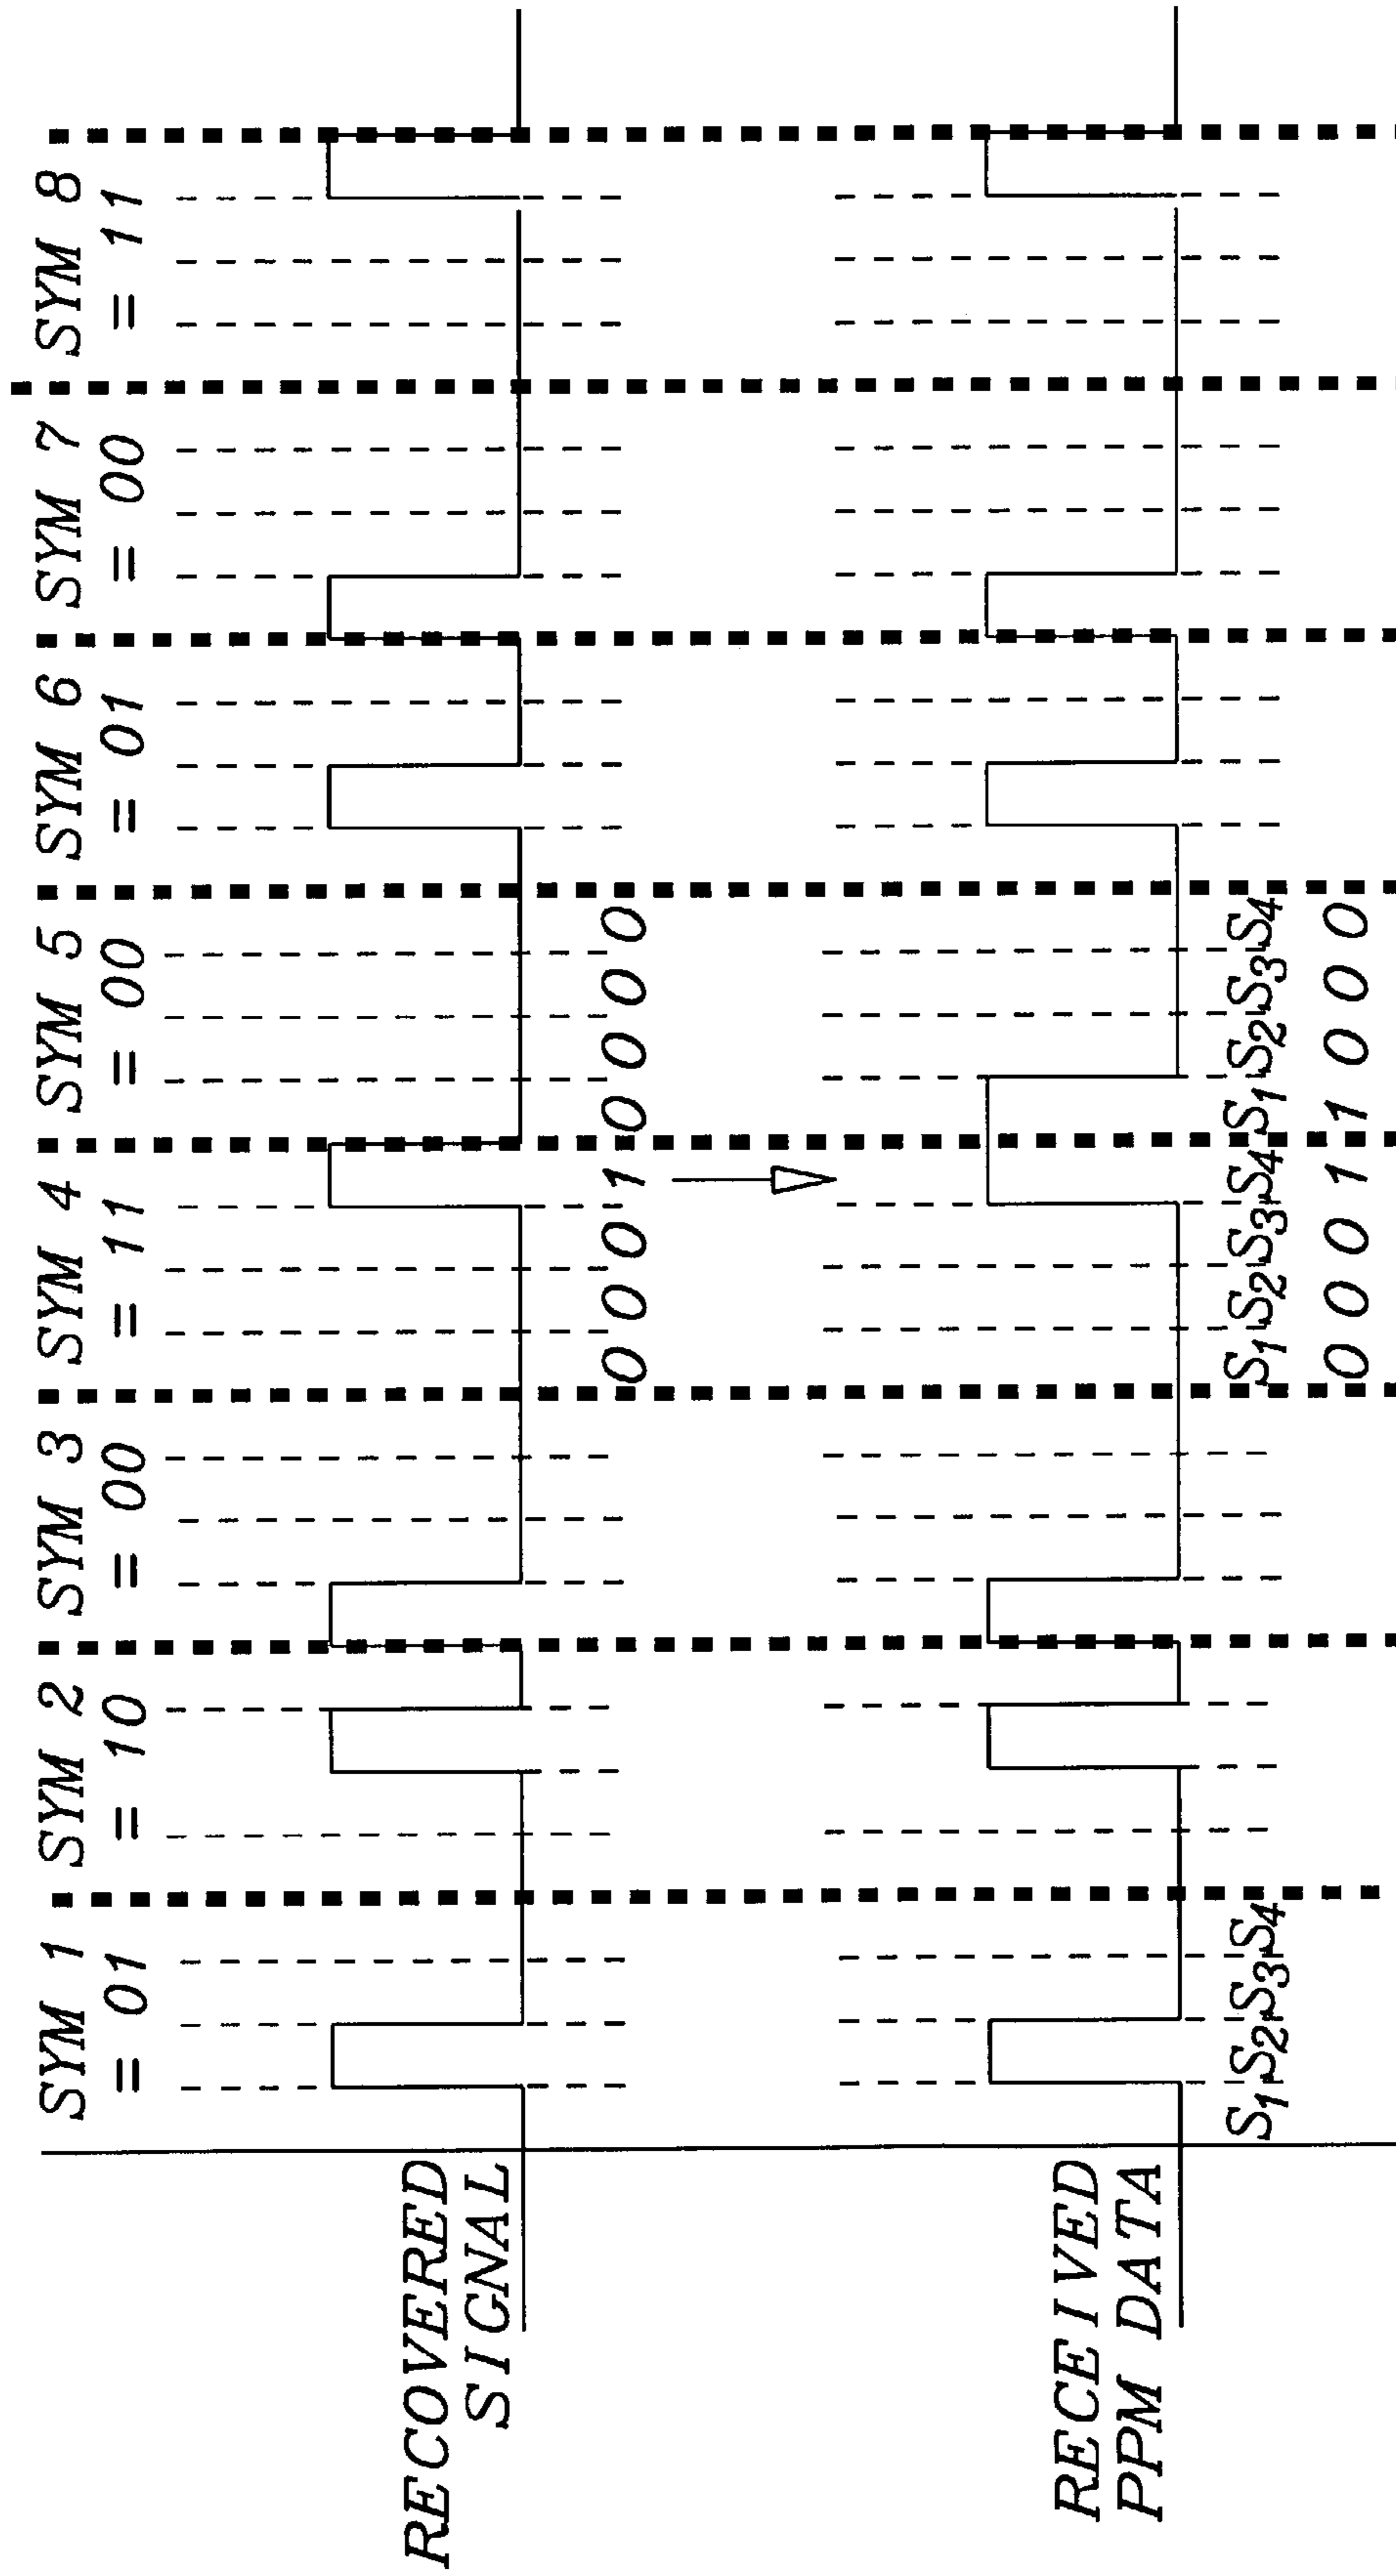 SYM 1 SYM 2 SYM 3 SYM 4 SYM 5 SYM 6 SYM 7 SYM 8
= 01 = 10 = 00 = 11 = 00 = 01 = 00 = 11
RECOVERED
SIGNAL
0 0 0 1 0 0 0 0
RECEIVED
PPM DATA
S1 S2 S3 S4 S1 S2 S3 S4 S1 S2 S3 S4
0 0 0 1 1 0 0 0